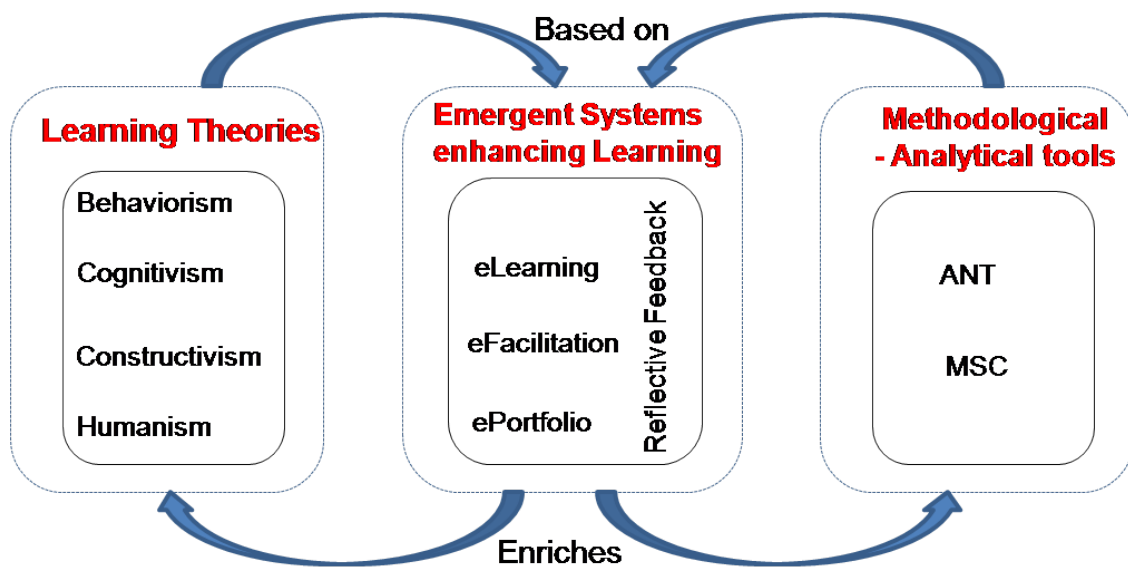 Based on
Learning Theories
Behaviorism
Cognitivism
Constructivism
Humanism
Emergent Systems
enhancing Learning
eLearning
eFacilitation
ePortfolio
Reflective Feedback
Methodological
- Analytical tools
ANT
MSC
Enriches